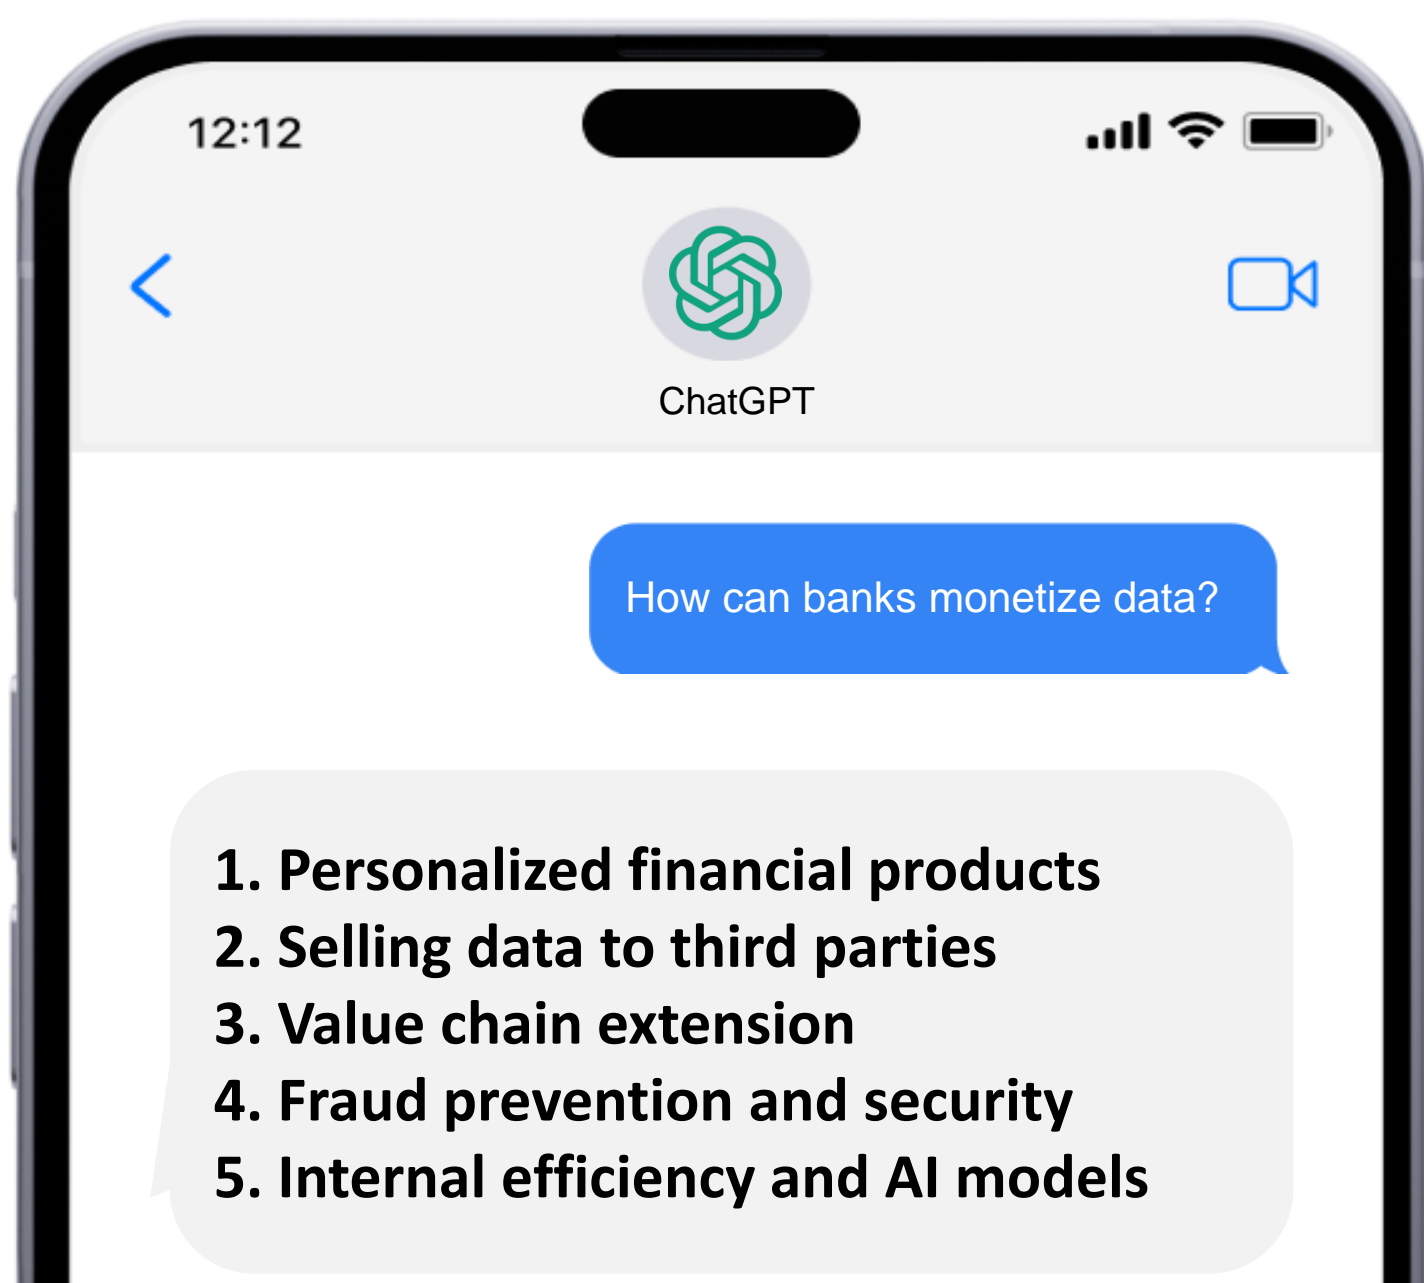 12:12
ChatGPT
How can banks monetize data?
1. Personalized financial products
2. Selling data to third parties
3. Value chain extension
4. Fraud prevention and security
5. Internal efficiency and AI models